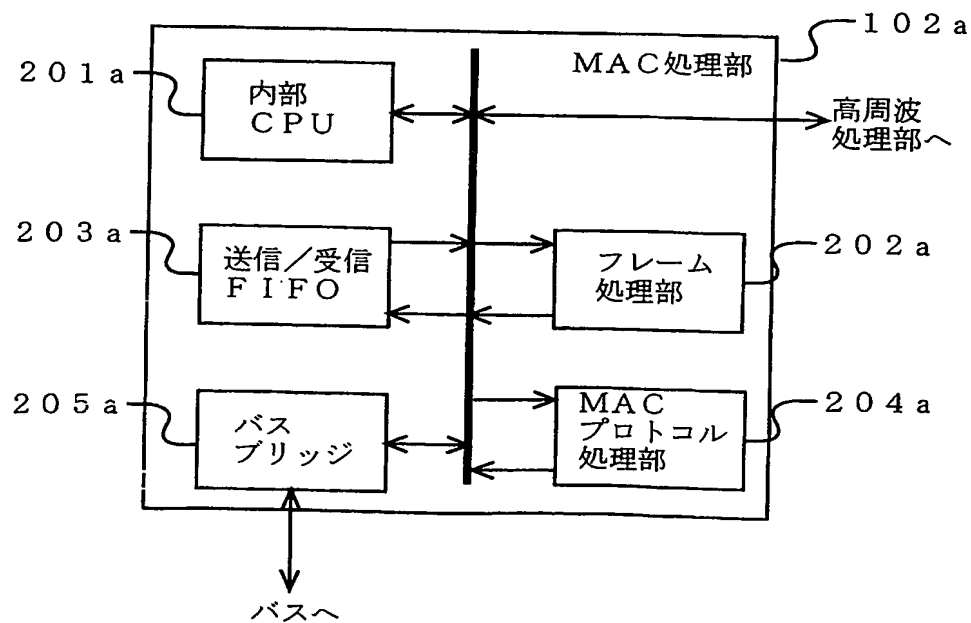 102a
MAC処理部
201a
内部
CPU
高周波
処理部へ
203a
送信／受信
FIFO
フレーム
処理部
202a
205a
バス
ブリッジ
MAC
プロトコル
処理部
204a
バスへ